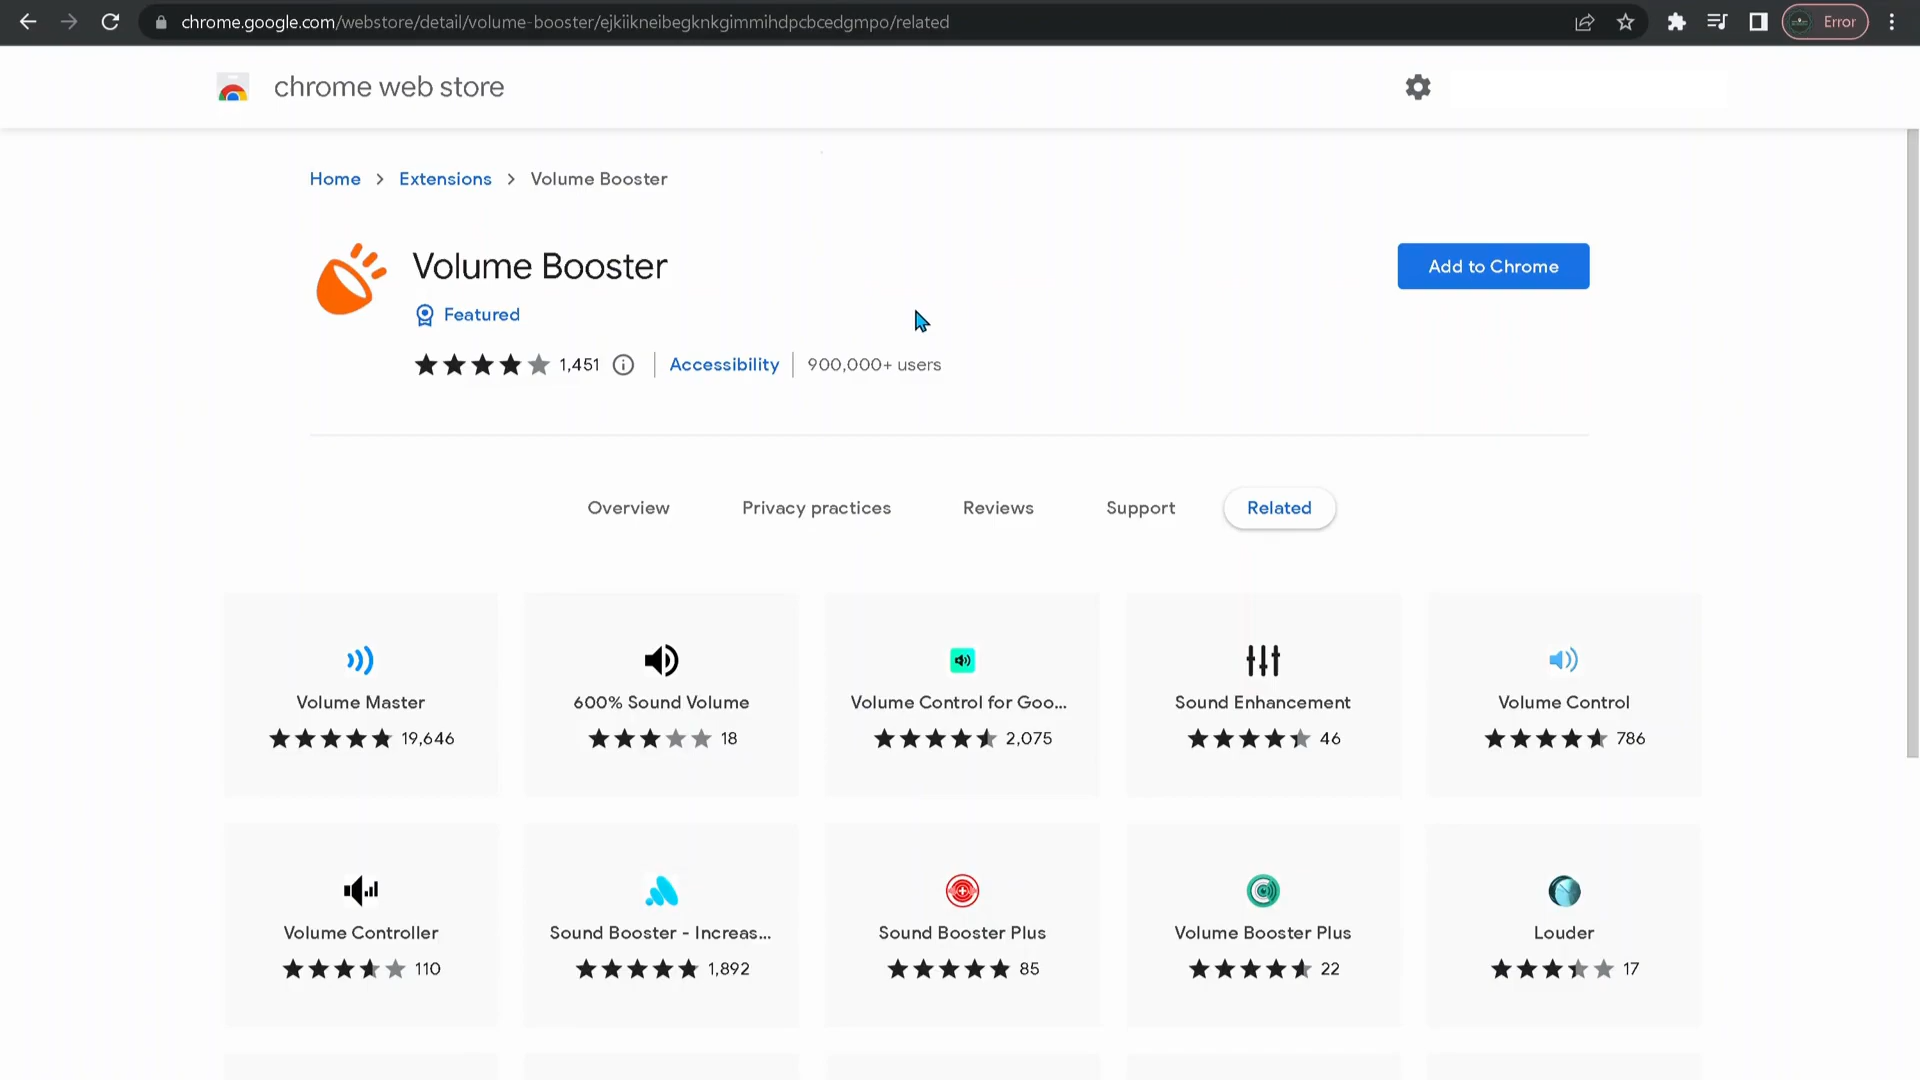 chrome.google.com/webstore/detail/volume-booster/ejkiikneibegknkgimmihdpcbcedgmpo/related
Error
chrome web store
Home > Extensions > Volume Booster
Volume Booster
Add to Chrome
Featured
1,451 | Accessibility | 900,000+ users
Overview Privacy practices Reviews Support Related
Volume Master 600% Sound Volume Volume Control for Goo... Sound Enhancement Volume Control
19,646 18 2,075 46 786
Volume Controller Sound Booster - Increas... Sound Booster Plus Volume Booster Plus Louder
110 1,892 85 22 17